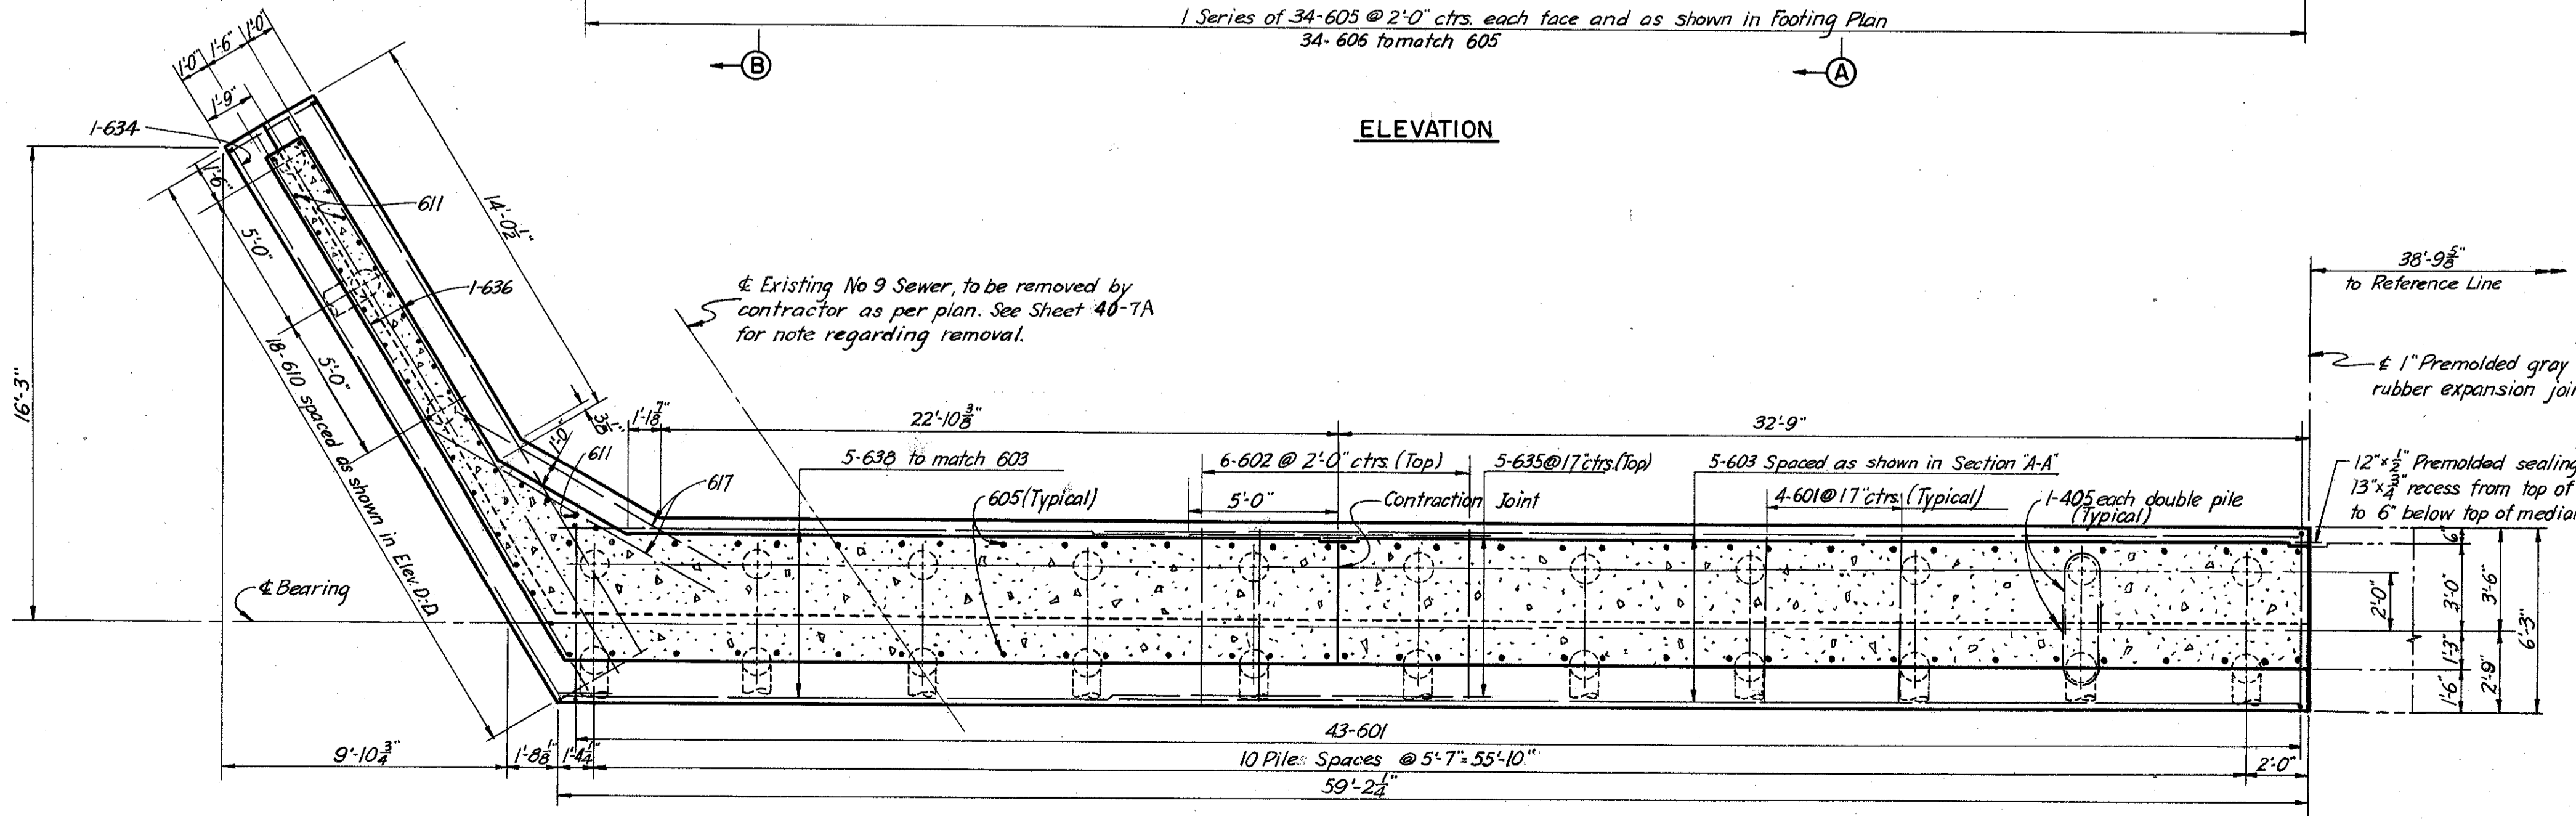 1 Series of 34-605 @ 2'-0" ctrs. each face and as shown in Footing Plan
34-606 to match 605
B
A
ELEVATION
1'-0"
1'-6"
1'-0"
1'-9"
1-634
1'-6"
611
14'-0½"
5'-0"
1-636
5'-0"
18-610 spaced as shown in Elev. D-D
16'-3"
℄ Existing No 9 Sewer, to be removed by
contractor as per plan. See Sheet 40-7A
for note regarding removal.
38'-9⅝"
to Reference Line
℄ 1" Premolded gray
rubber expansion join
1'-1⅞"
22'-10⅜"
32'-9"
1'-0"
611
617
5-638 to match 603
6-602 @ 2'-0" ctrs. (Top)
5-635 @ 17" ctrs. (Top)
5-603 Spaced as shown in Section "A-A"
605 (Typical)
5'-0"
Contraction Joint
4-601 @ 17" ctrs. (Typical)
1-405 each double pile
(Typical)
12" x ½" Premolded sealing
13" x ¾" recess from top of
to 6" below top of median
℄ Bearing
6"
3'-0"
3'-6"
2'-0"
1'-3"
6'-3"
1'-6"
2'-9"
43-601
9'-10¾"
1'-8⅛"
1'-4¼"
10 Piles Spaces @ 5'-7" = 55'-10"
2'-0"
59'-2¼"